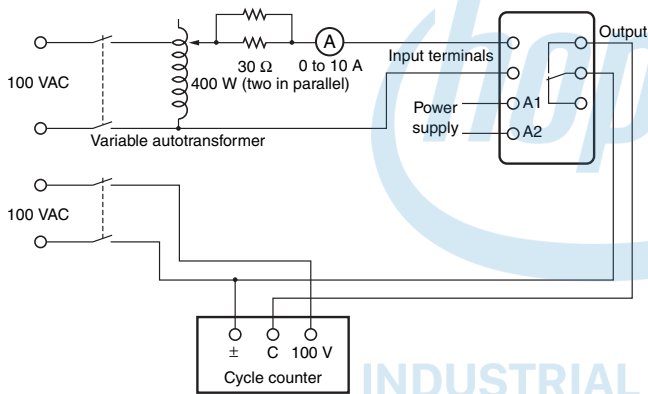 100 VAC
30 Ω
400 W (two in parallel)
A
0 to 10 A
Variable autotransformer
Input terminals
Output
A1
A2
Power
supply
100 VAC
± C 100 V
Cycle counter
hop
INDUSTRIAL